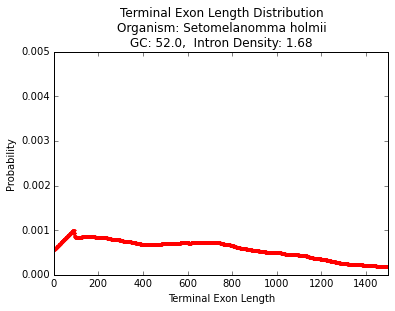 Terminal Exon Length Distribution
Organism: Setomelanomma holmii
GC: 52.0,  Intron Density: 1.68
0.005
0.004
0.003
0.002
0.001
0.000
Probability
0 200 400 600 800 1000 1200 1400
Terminal Exon Length